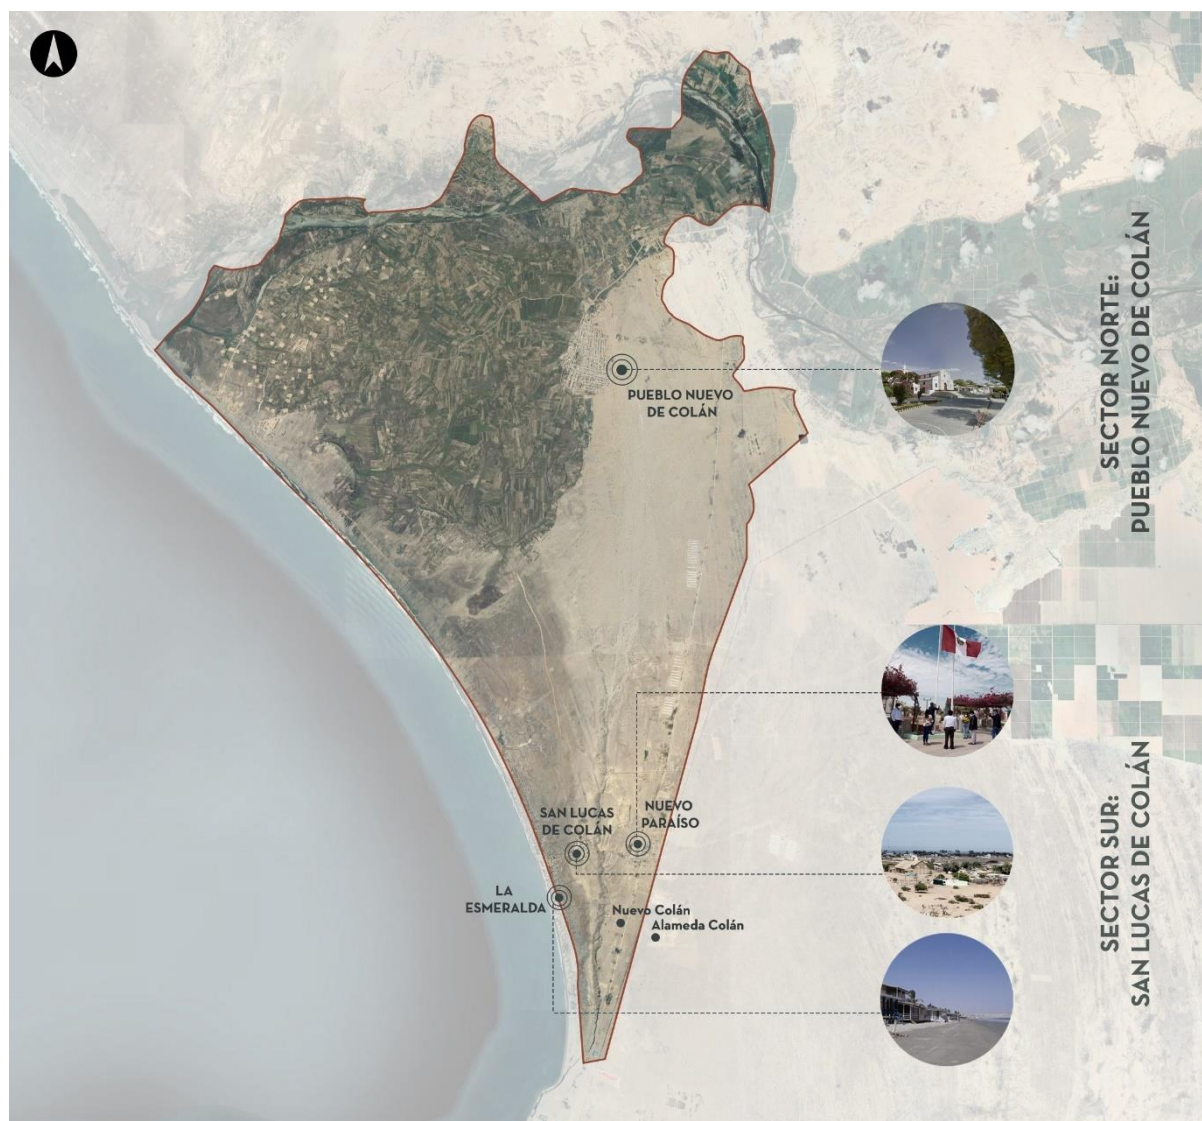 PUEBLO NUEVO
DE COLÁN
SECTOR NORTE:
PUEBLO NUEVO DE COLÁN
SAN LUCAS
DE COLÁN
NUEVO
PARAÍSO
LA
ESMERALDA
Nuevo Colán
Alameda Colán
SECTOR SUR:
SAN LUCAS DE COLÁN